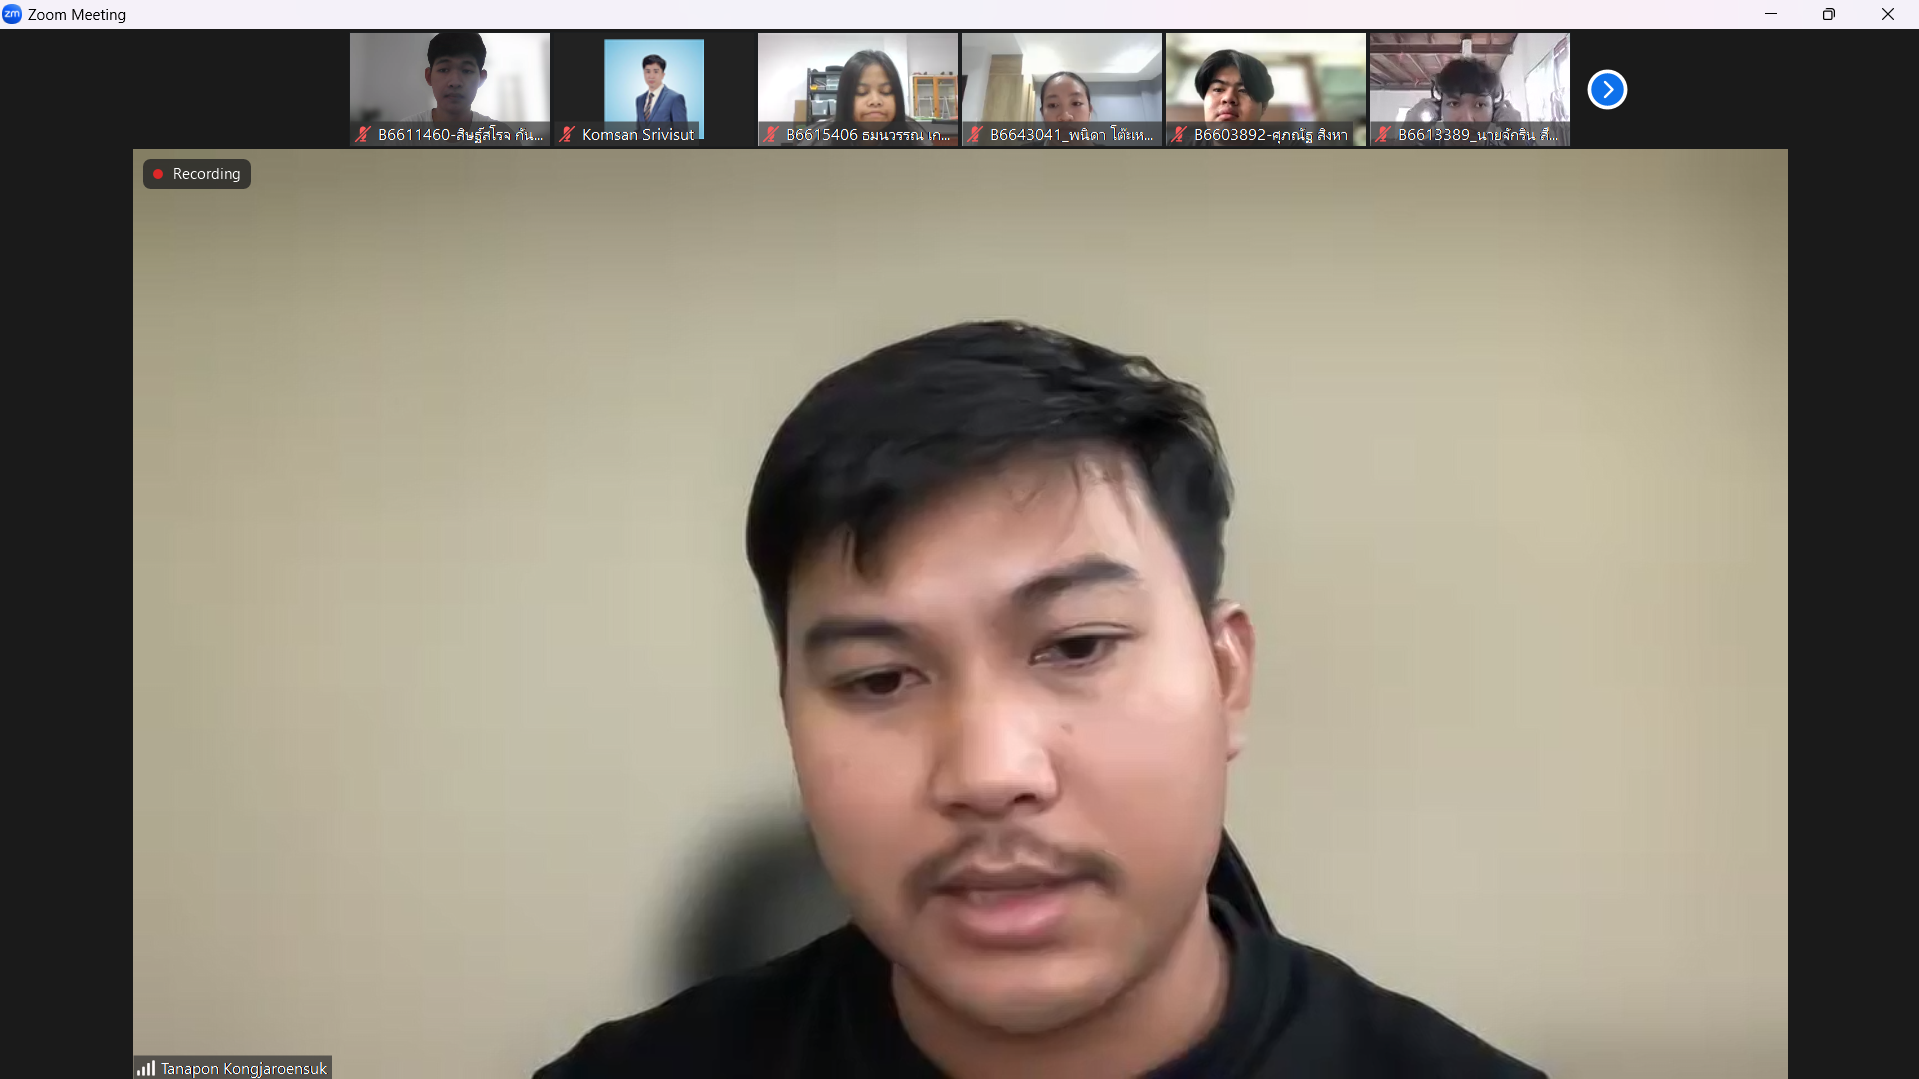 zm Zoom Meeting
B6611460-สิษฐ์สโรจ กัน...
Komsan Srivisut
B6615406 ธมนวรรณ เก...
B6643041_พนิดา โต๊ะเห...
B6603892-ศุภณัฐ สิงหา
B6613389_นายจักริน สี...
Recording
Tanapon Kongjaroensuk